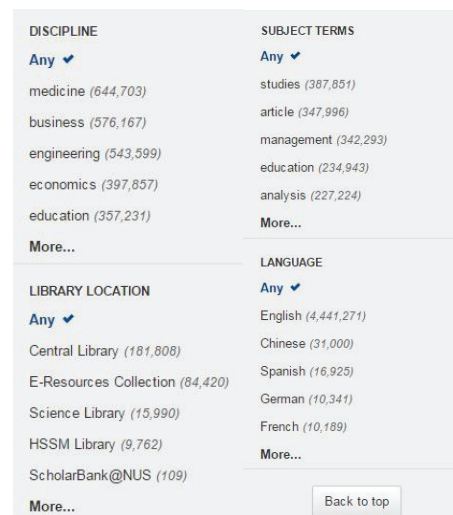 DISCIPLINE
Any ✔
medicine (644,703)
business (576,167)
engineering (543,599)
economics (397,857)
education (357,231)
More...
LIBRARY LOCATION
Any ✔
Central Library (181,808)
E-Resources Collection (84,420)
Science Library (15,990)
HSSM Library (9,762)
ScholarBank@NUS (109)
More...
SUBJECT TERMS
Any ✔
studies (387,851)
article (347,996)
management (342,293)
education (234,943)
analysis (227,224)
More...
LANGUAGE
Any ✔
English (4,441,271)
Chinese (31,000)
Spanish (16,925)
German (10,341)
French (10,189)
More...
Back to top